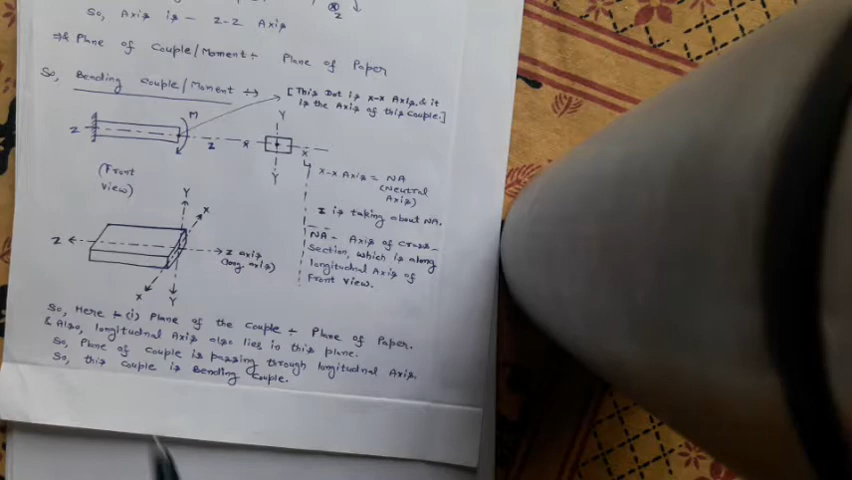 So, Axis is - Z-Z Axis
⇒ Plane of Couple/Moment ÷ Plane of Paper
So, Bending Couple/Moment
[This Dot is X-X Axis, & it
is the Axis of this Couple.]
M
Y
Z
Z
X
X
Y
(Front
view)
X-X Axis = NA
(Neutral
Axis)
I is taking about NA.
NA - Axis of cross-
section, which is along
longitudnal Axis of
Front view.
Y
X
Z
Z axis
(long axis)
X
Y
So, Here (i) Plane of the couple ÷ Plane of Paper.
& Also, longitudnal Axis also lies in this plane.
So, Plane of couple is passing through longitudnal Axis.
So, this couple is Bending Couple.